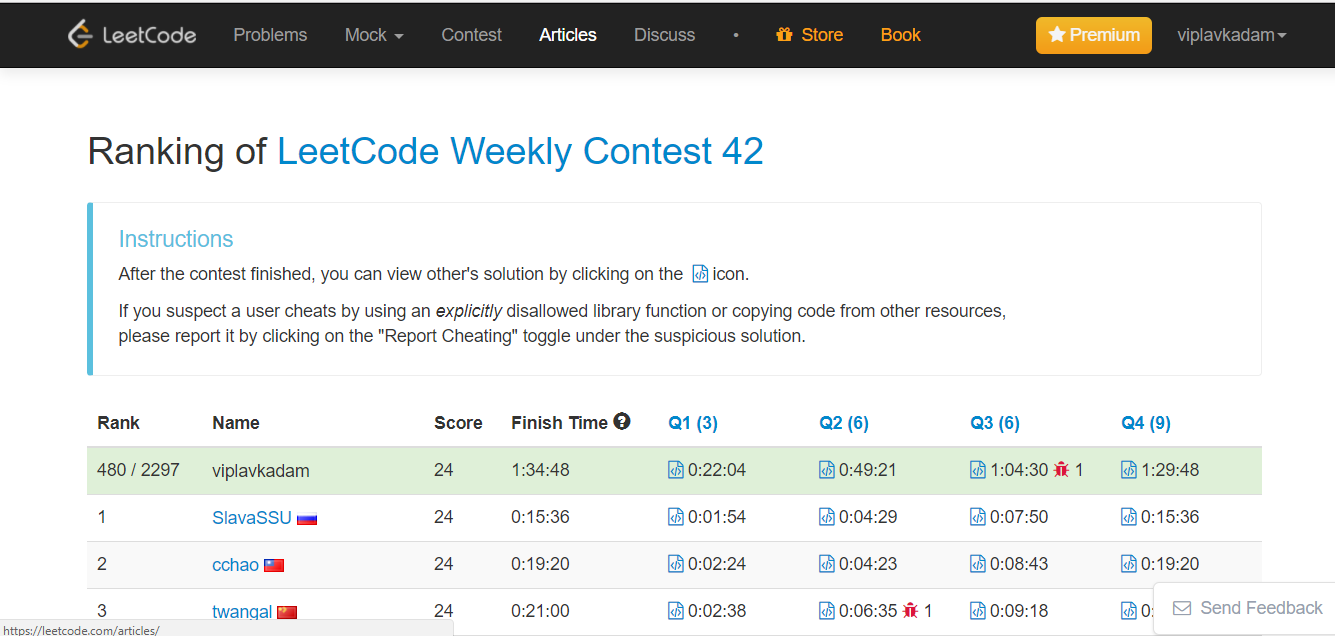 LeetCode Problems Mock Contest Articles Discuss • Store Book Premium viplavkadam
Ranking of LeetCode Weekly Contest 42
Instructions
After the contest finished, you can view other's solution by clicking on the icon.
If you suspect a user cheats by using an explicitly disallowed library function or copying code from other resources,
please report it by clicking on the "Report Cheating" toggle under the suspicious solution.
Rank Name Score Finish Time ? Q1 (3) Q2 (6) Q3 (6) Q4 (9)
480 / 2297 viplavkadam 24 1:34:48 0:22:04 0:49:21 1:04:30 1 1:29:48
1 SlavaSSU 24 0:15:36 0:01:54 0:04:29 0:07:50 0:15:36
2 cchao 24 0:19:20 0:02:24 0:04:23 0:08:43 0:19:20
3 twangal 24 0:21:00 0:02:38 0:06:35 1 0:09:18
Send Feedback
https://leetcode.com/articles/